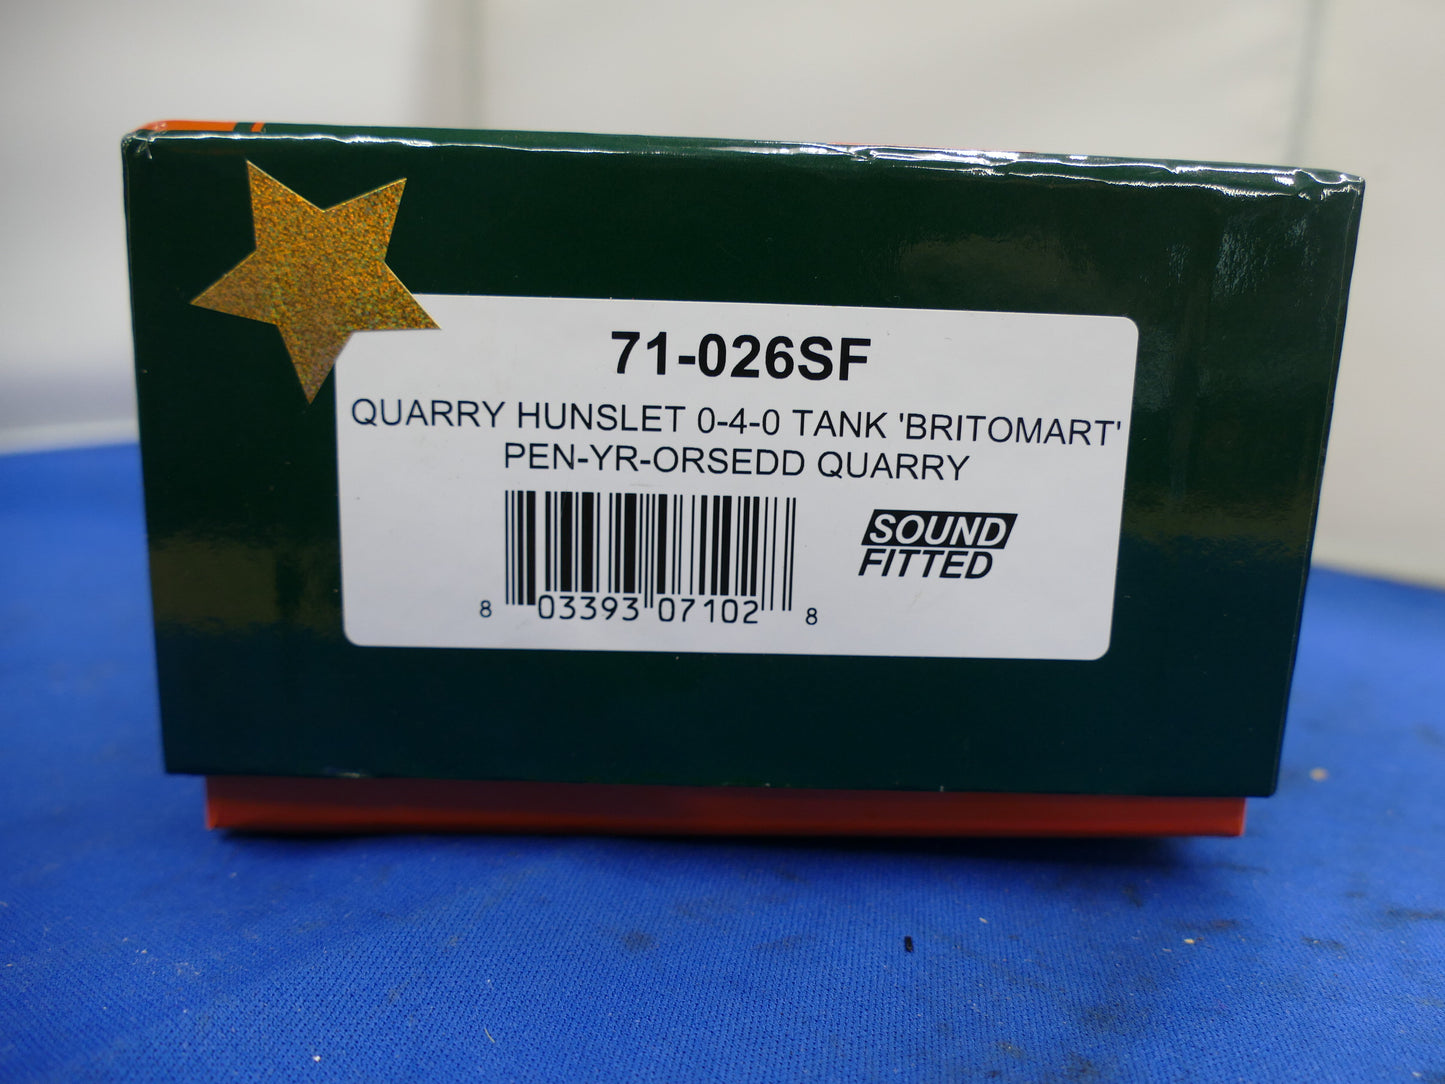 71-026SF
QUARRY HUNSLET 0-4-0 TANK 'BRITOMART'
PEN-YR-ORSEDD QUARRY
SOUND
FITTED
8 03393 07102 8